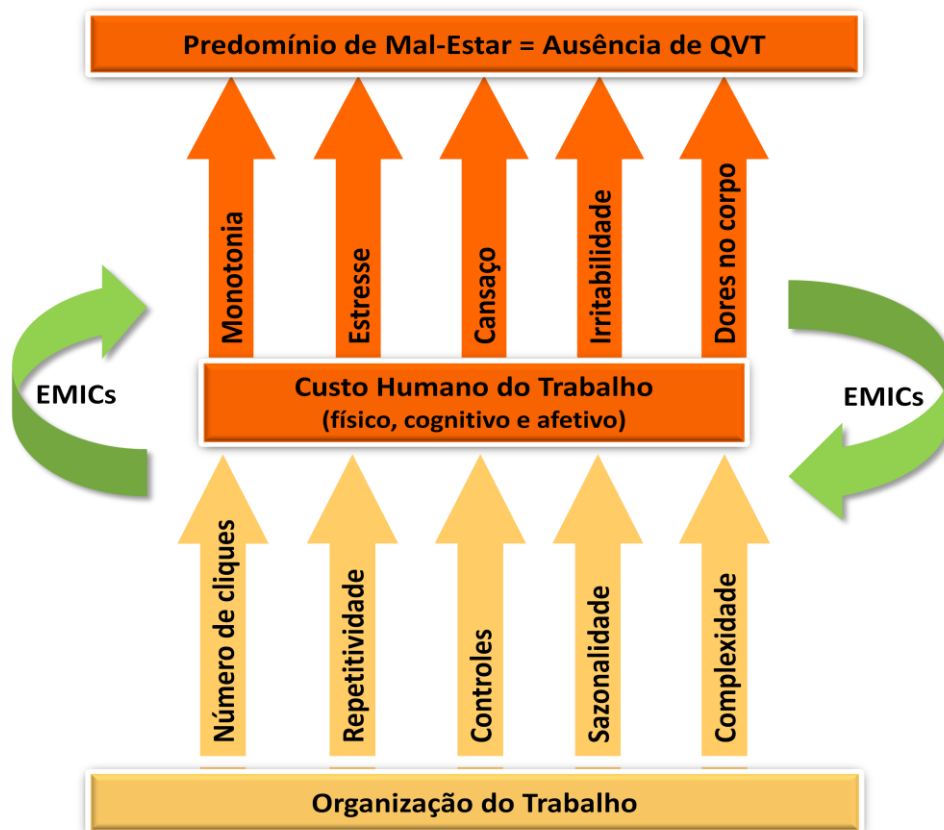 Predomínio de Mal-Estar = Ausência de QVT
Monotonia
Estresse
Cansaço
Irritabilidade
Dores no corpo
EMICs
Custo Humano do Trabalho
(físico, cognitivo e afetivo)
EMICs
Número de cliques
Repetitividade
Controles
Sazonalidade
Complexidade
Organização do Trabalho